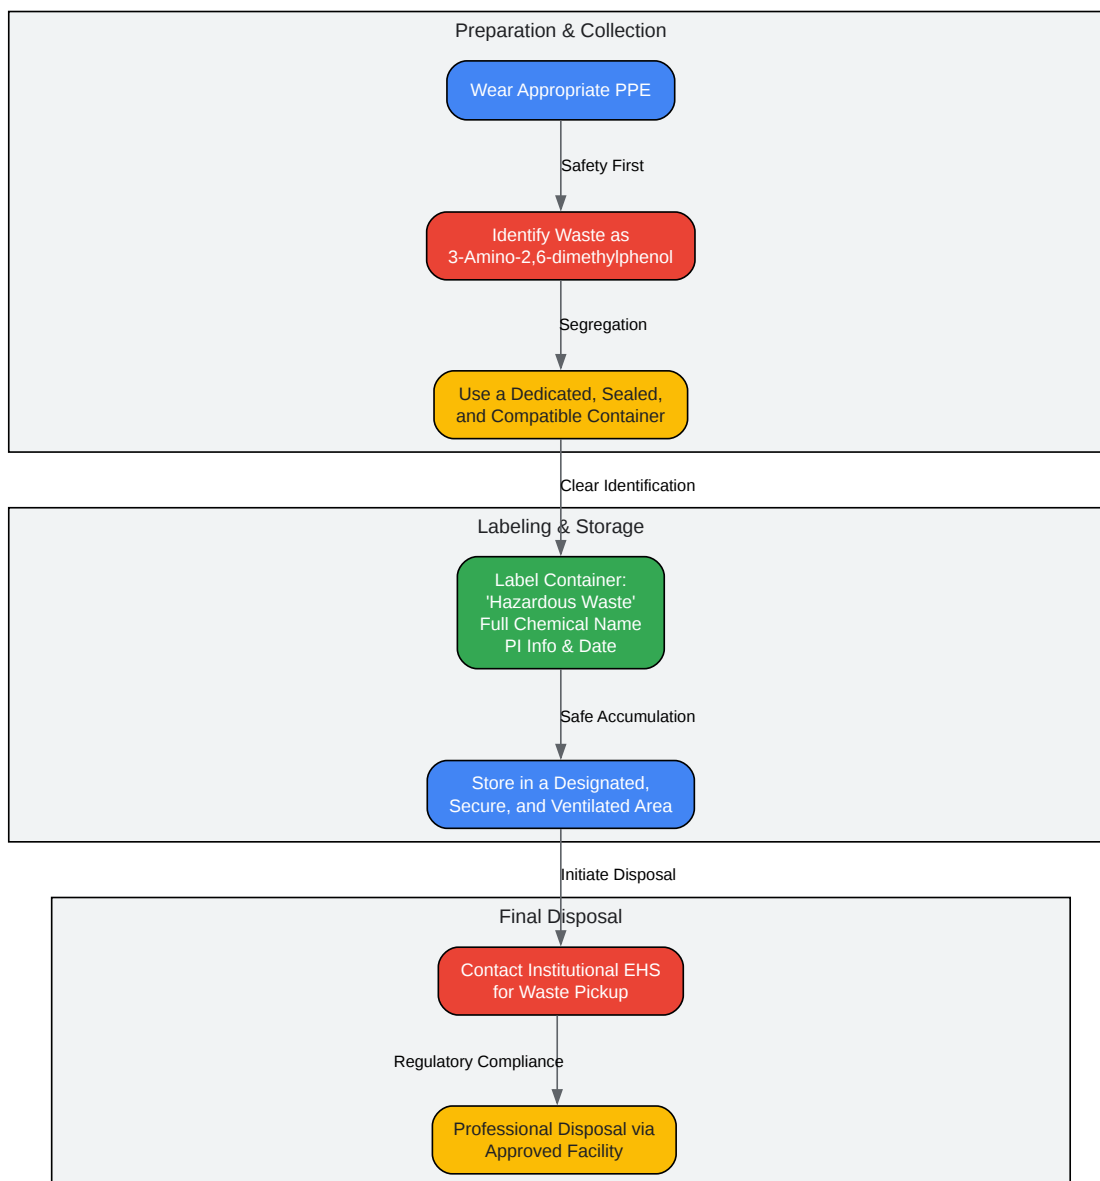 Preparation & Collection
Wear Appropriate PPE
Safety First
Identify Waste as
3-Amino-2,6-dimethylphenol
Segregation
Use a Dedicated, Sealed,
and Compatible Container
Clear Identification
Labeling & Storage
Label Container:
'Hazardous Waste'
Full Chemical Name
PI Info & Date
Safe Accumulation
Store in a Designated,
Secure, and Ventilated Area
Initiate Disposal
Final Disposal
Contact Institutional EHS
for Waste Pickup
Regulatory Compliance
Professional Disposal via
Approved Facility